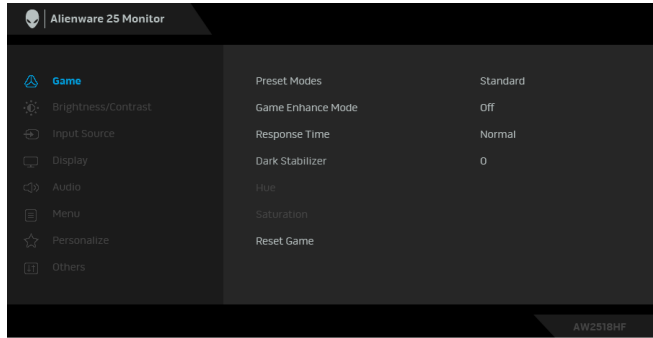 Alienware 25 Monitor
Game Preset Modes Standard
Brightness/Contrast Game Enhance Mode Off
Input Source Response Time Normal
Display Dark Stabilizer 0
Audio Hue
Menu Saturation
Personalize Reset Game
Others
AW2518HF